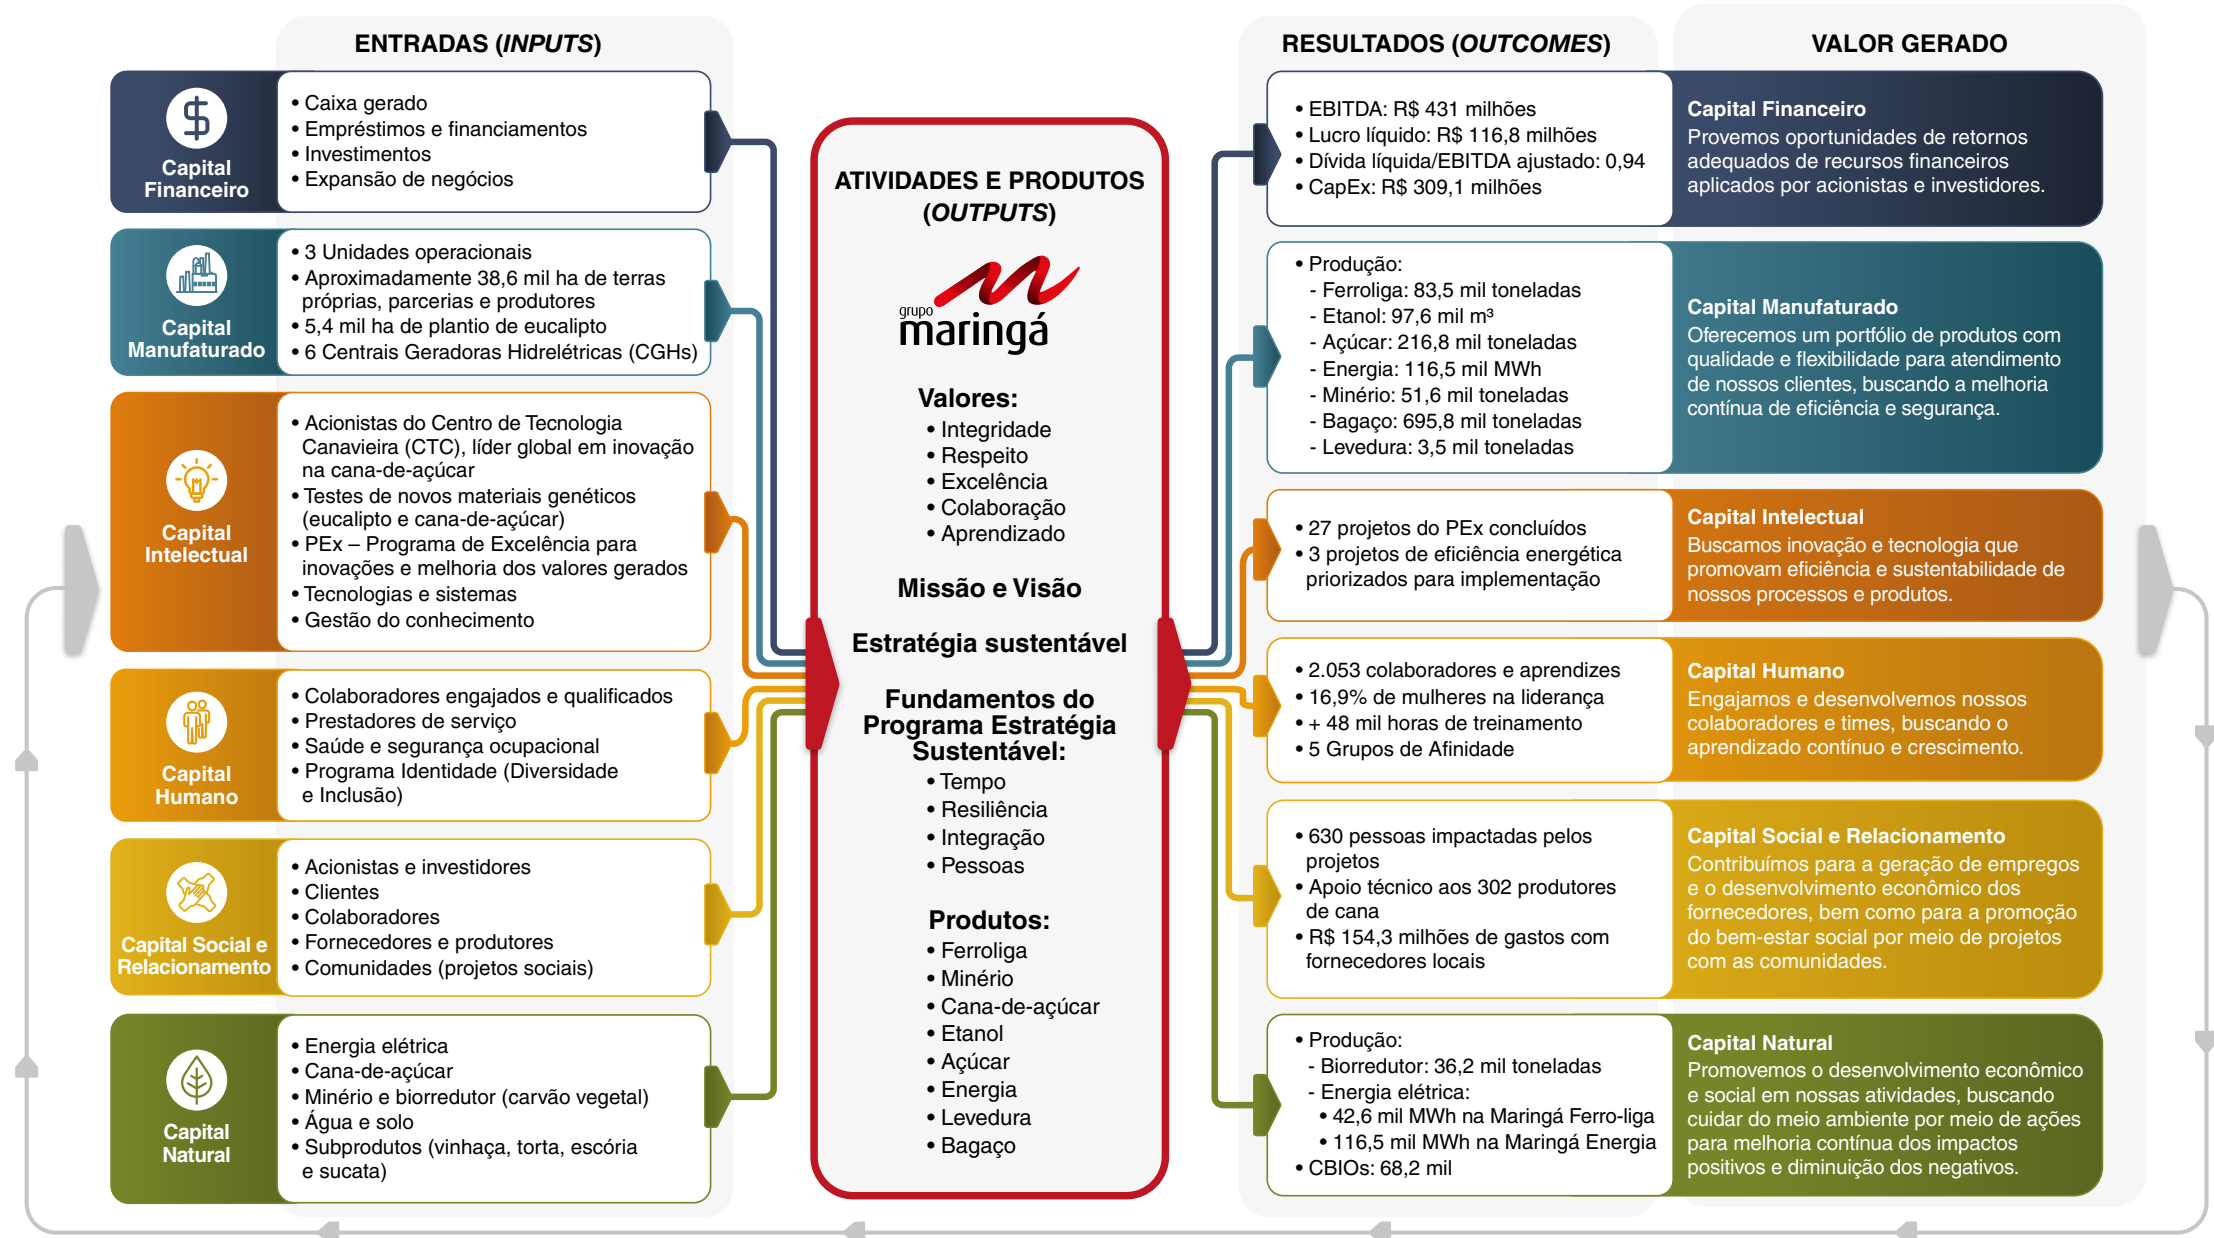 ENTRADAS (INPUTS)
Capital
Financeiro
• Caixa gerado
• Empréstimos e financiamentos
• Investimentos
• Expansão de negócios
Capital
Manufaturado
• 3 Unidades operacionais
• Aproximadamente 38,6 mil ha de terras
próprias, parcerias e produtores
• 5,4 mil ha de plantio de eucalipto
• 6 Centrais Geradoras Hidrelétricas (CGHs)
Capital
Intelectual
• Acionistas do Centro de Tecnologia
Canavieira (CTC), líder global em inovação
na cana-de-açúcar
• Testes de novos materiais genéticos
(eucalipto e cana-de-açúcar)
• PEx – Programa de Excelência para
inovações e melhoria dos valores gerados
• Tecnologias e sistemas
• Gestão do conhecimento
Capital
Humano
• Colaboradores engajados e qualificados
• Prestadores de serviço
• Saúde e segurança ocupacional
• Programa Identidade (Diversidade
e Inclusão)
Capital Social e
Relacionamento
• Acionistas e investidores
• Clientes
• Colaboradores
• Fornecedores e produtores
• Comunidades (projetos sociais)
Capital
Natural
• Energia elétrica
• Cana-de-açúcar
• Minério e biorredutor (carvão vegetal)
• Água e solo
• Subprodutos (vinhaça, torta, escória
e sucata)
ATIVIDADES E PRODUTOS
(OUTPUTS)
grupo
maringá
Valores:
• Integridade
• Respeito
• Excelência
• Colaboração
• Aprendizado
Missão e Visão
Estratégia sustentável
Fundamentos do
Programa Estratégia
Sustentável:
• Tempo
• Resiliência
• Integração
• Pessoas
Produtos:
• Ferroliga
• Minério
• Cana-de-açúcar
• Etanol
• Açúcar
• Energia
• Levedura
• Bagaço
RESULTADOS (OUTCOMES)
• EBITDA: R$ 431 milhões
• Lucro líquido: R$ 116,8 milhões
• Dívida líquida/EBITDA ajustado: 0,94
• CapEx: R$ 309,1 milhões
• Produção:
- Ferroliga: 83,5 mil toneladas
- Etanol: 97,6 mil m³
- Açúcar: 216,8 mil toneladas
- Energia: 116,5 mil MWh
- Minério: 51,6 mil toneladas
- Bagaço: 695,8 mil toneladas
- Levedura: 3,5 mil toneladas
• 27 projetos do PEx concluídos
• 3 projetos de eficiência energética
priorizados para implementação
• 2.053 colaboradores e aprendizes
• 16,9% de mulheres na liderança
• + 48 mil horas de treinamento
• 5 Grupos de Afinidade
• 630 pessoas impactadas pelos
projetos
• Apoio técnico aos 302 produtores
de cana
• R$ 154,3 milhões de gastos com
fornecedores locais
• Produção:
- Biorredutor: 36,2 mil toneladas
- Energia elétrica:
• 42,6 mil MWh na Maringá Ferro-liga
• 116,5 mil MWh na Maringá Energia
• CBIOs: 68,2 mil
VALOR GERADO
Capital Financeiro
Provemos oportunidades de retornos
adequados de recursos financeiros
aplicados por acionistas e investidores.
Capital Manufaturado
Oferecemos um portfólio de produtos com
qualidade e flexibilidade para atendimento
de nossos clientes, buscando a melhoria
contínua de eficiência e segurança.
Capital Intelectual
Buscamos inovação e tecnologia que
promovam eficiência e sustentabilidade de
nossos processos e produtos.
Capital Humano
Engajamos e desenvolvemos nossos
colaboradores e times, buscando o
aprendizado contínuo e crescimento.
Capital Social e Relacionamento
Contribuímos para a geração de empregos
e o desenvolvimento econômico dos
fornecedores, bem como para a promoção
do bem-estar social por meio de projetos
com as comunidades.
Capital Natural
Promovemos o desenvolvimento econômico
e social em nossas atividades, buscando
cuidar do meio ambiente por meio de ações
para melhoria contínua dos impactos
positivos e diminuição dos negativos.